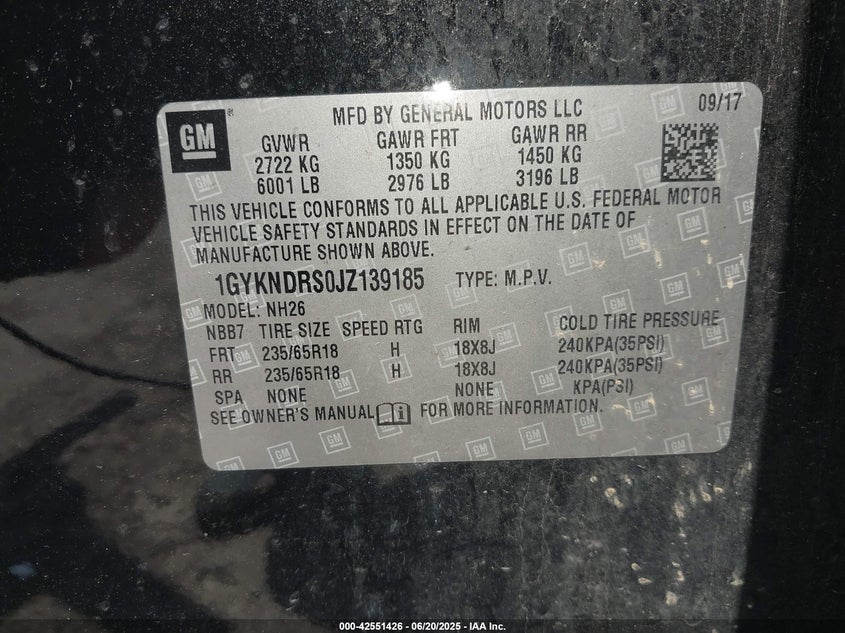 MFD BY GENERAL MOTORS LLC 09/17
GM
GVWR GAWR FRT GAWR RR
2722 KG 1350 KG 1450 KG
6001 LB 2976 LB 3196 LB
THIS VEHICLE CONFORMS TO ALL APPLICABLE U.S. FEDERAL MOTOR
VEHICLE SAFETY STANDARDS IN EFFECT ON THE DATE OF
MANUFACTURE SHOWN ABOVE.
1GYKNDRS0JZ139185 TYPE: M.P.V.
MODEL: NH26
NBB7 TIRE SIZE SPEED RTG RIM COLD TIRE PRESSURE
FRT 235/65R18 H 18X8J 240KPA(35PSI)
RR 235/65R18 H 18X8J 240KPA(35PSI)
SPA NONE NONE KPA(PSI)
SEE OWNER'S MANUAL FOR MORE INFORMATION.
000-42551426 - 06/20/2025 - IAA Inc.